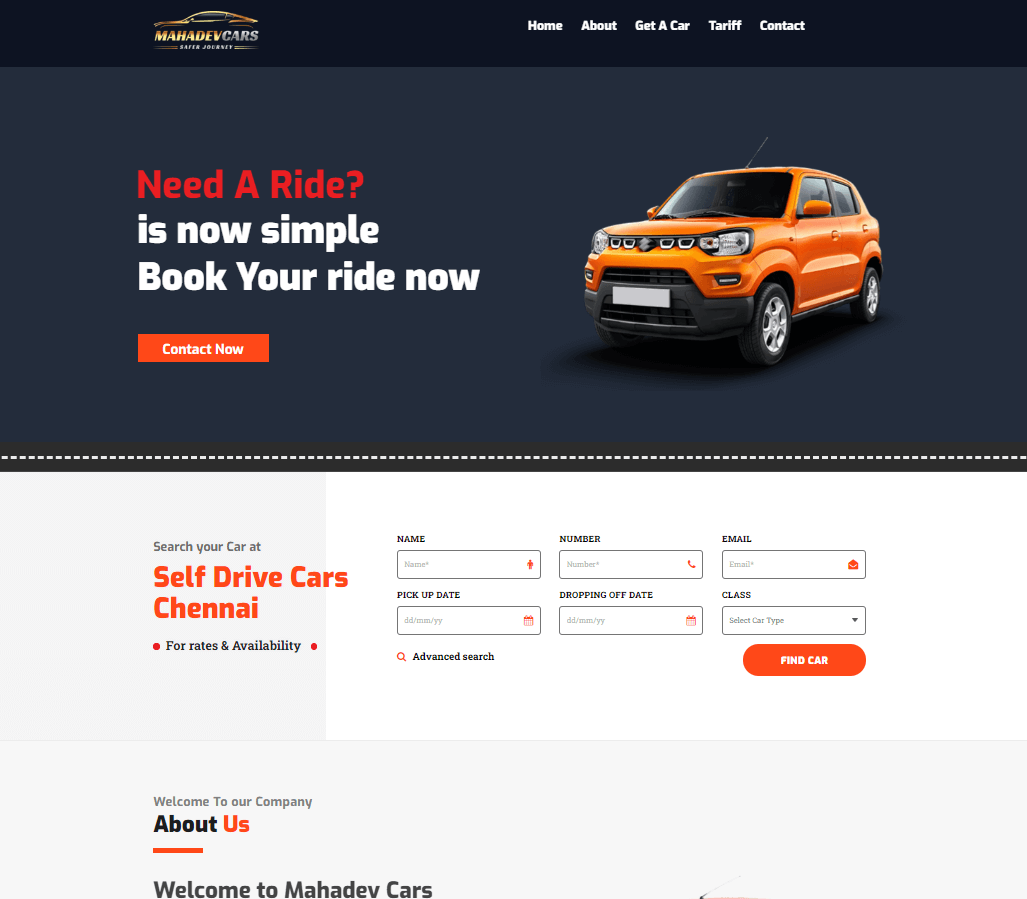 MAHADEVCARS
SAFER JOURNEY
Home About Get A Car Tariff Contact
Need A Ride?
is now simple
Book Your ride now
Contact Now
Search your Car at
Self Drive Cars
Chennai
For rates & Availability
NAME NUMBER EMAIL
Name* Number* Email*
PICK UP DATE DROPPING OFF DATE CLASS
dd/mm/yy dd/mm/yy Select Car Type
Advanced search
FIND CAR
Welcome To our Company
About Us
Welcome to Mahadev Cars